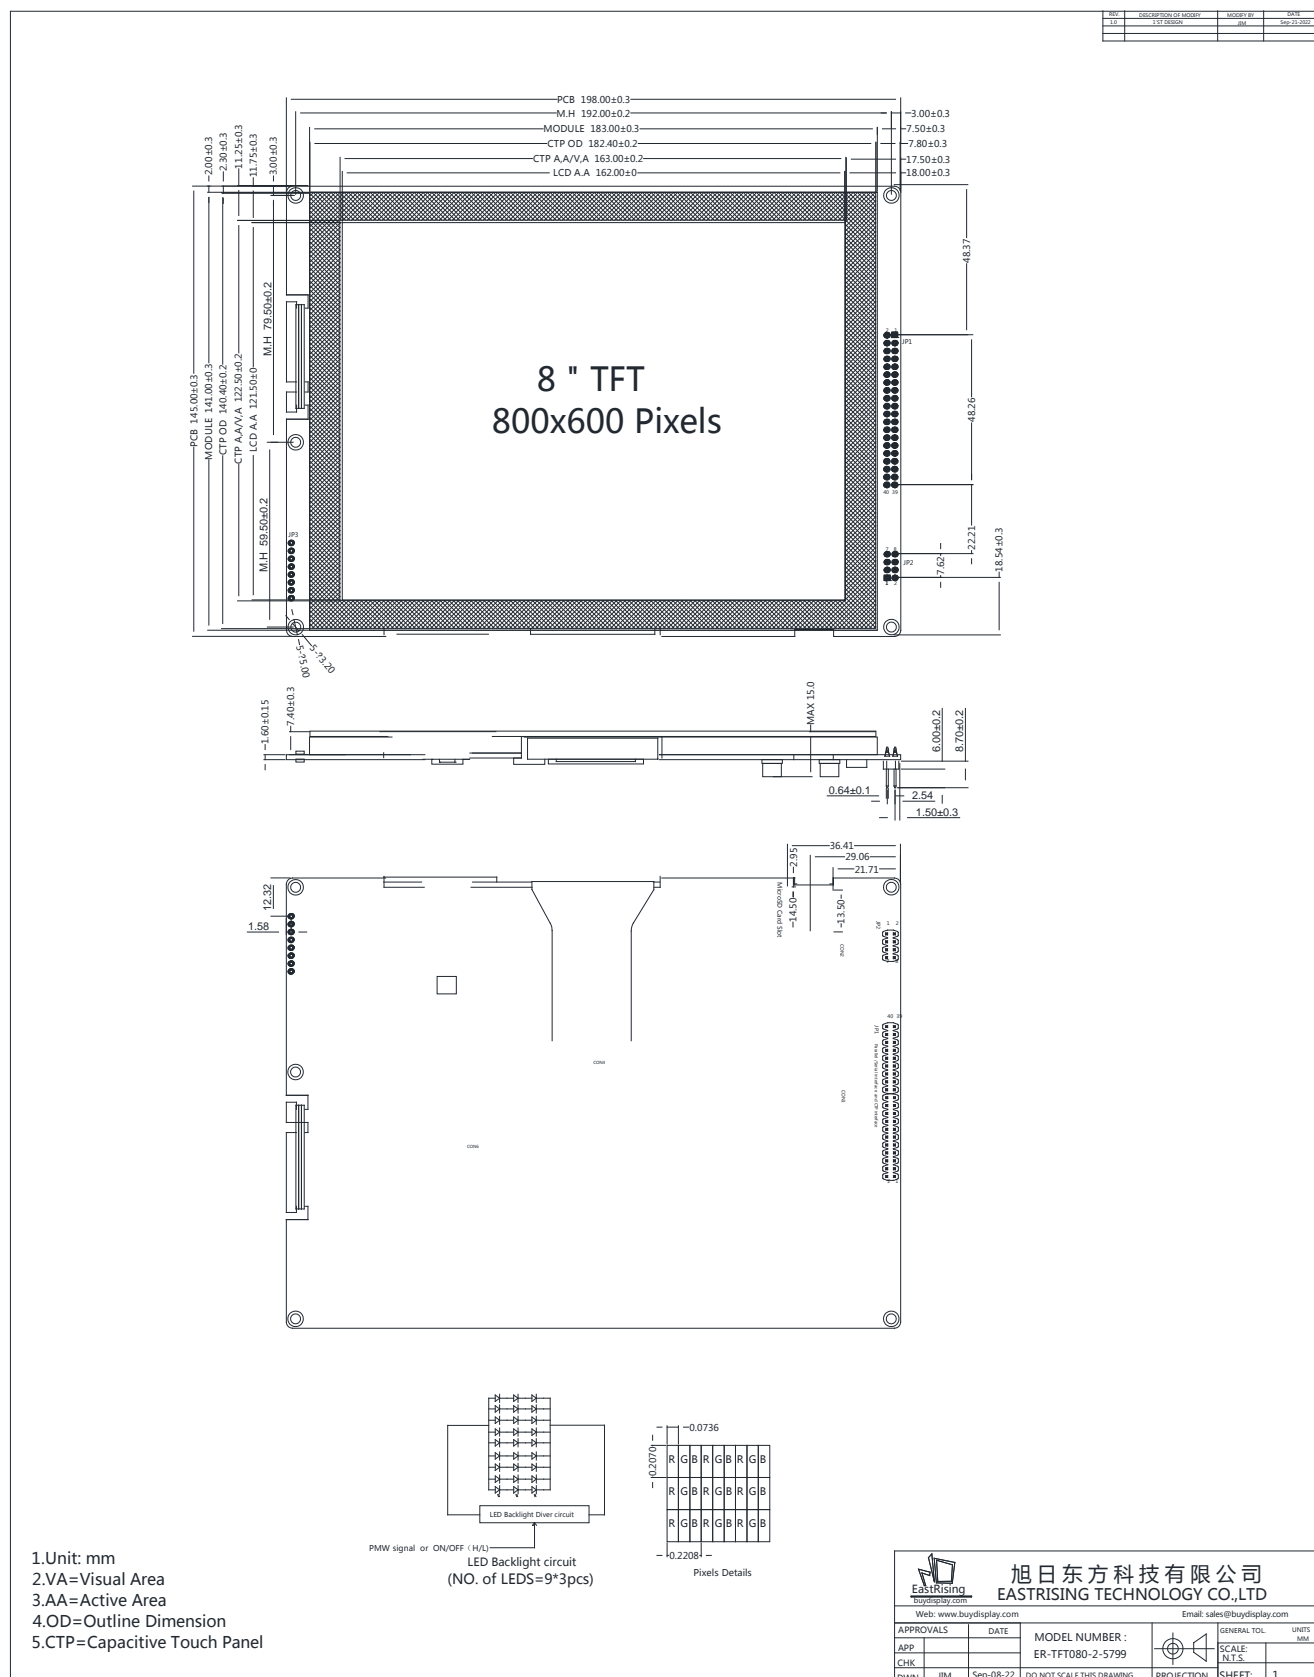 REV. DESCRIPTION OF MODIFY MODIFY BY DATE
1.0 1'ST DESIGN JIM Sep-21-2022
PCB 198.00±0.3
M.H 192.00±0.2
3.00±0.3
MODULE 183.00±0.3
7.50±0.3
CTP OD 182.40±0.2
7.80±0.3
CTP A,A/V,A 163.00±0.2
17.50±0.3
LCD A.A 162.00±0
18.00±0.3
2.00±0.3
2.30±0.3
11.25±0.3
11.75±0.3
3.00±0.3
PCB 145.00±0.3
MODULE 141.00±0.3
CTP OD 140.40±0.2
CTP A,A/V,A 122.50±0.2
LCD A.A 121.50±0
M.H 79.50±0.2
M.H 59.50±0.2
8 " TFT
800x600 Pixels
48.37
JP1
48.26
40 39
22.21
18.54±0.3
7.62
JP2
JP3
5-?3.20
5-?5.00
1.60±0.15
7.40±0.3
MAX 15.0
6.00±0.2
8.70±0.2
0.64±0.1
2.54
1.50±0.3
36.41
29.06
21.71
2.95
14.50
13.50
MicroSD Card Slot
12.32
1.58
JP2
1 2
40 39
JP1
CON4
CON6
LED Backlight Diver circuit
PMW signal or ON/OFF (H/L)
LED Backlight circuit
(NO. of LEDS=9*3pcs)
0.0736
0.2070
R G B R G B R G B
R G B R G B R G B
R G B R G B R G B
0.2208
Pixels Details
1.Unit: mm
2.VA=Visual Area
3.AA=Active Area
4.OD=Outline Dimension
5.CTP=Capacitive Touch Panel
EastRising
buydisplay.com
旭日东方科技有限公司
EASTRISING TECHNOLOGY CO.,LTD
Web: www.buydisplay.com Email: sales@buydisplay.com
APPROVALS DATE
APP
CHK
DWN JIM Sep-08-22
MODEL NUMBER :
ER-TFT080-2-5799
DO NOT SCALE THIS DRAWING
PROJECTION
GENERAL TOL. UNITS
MM
SCALE:
N.T.S.
SHEET: 1